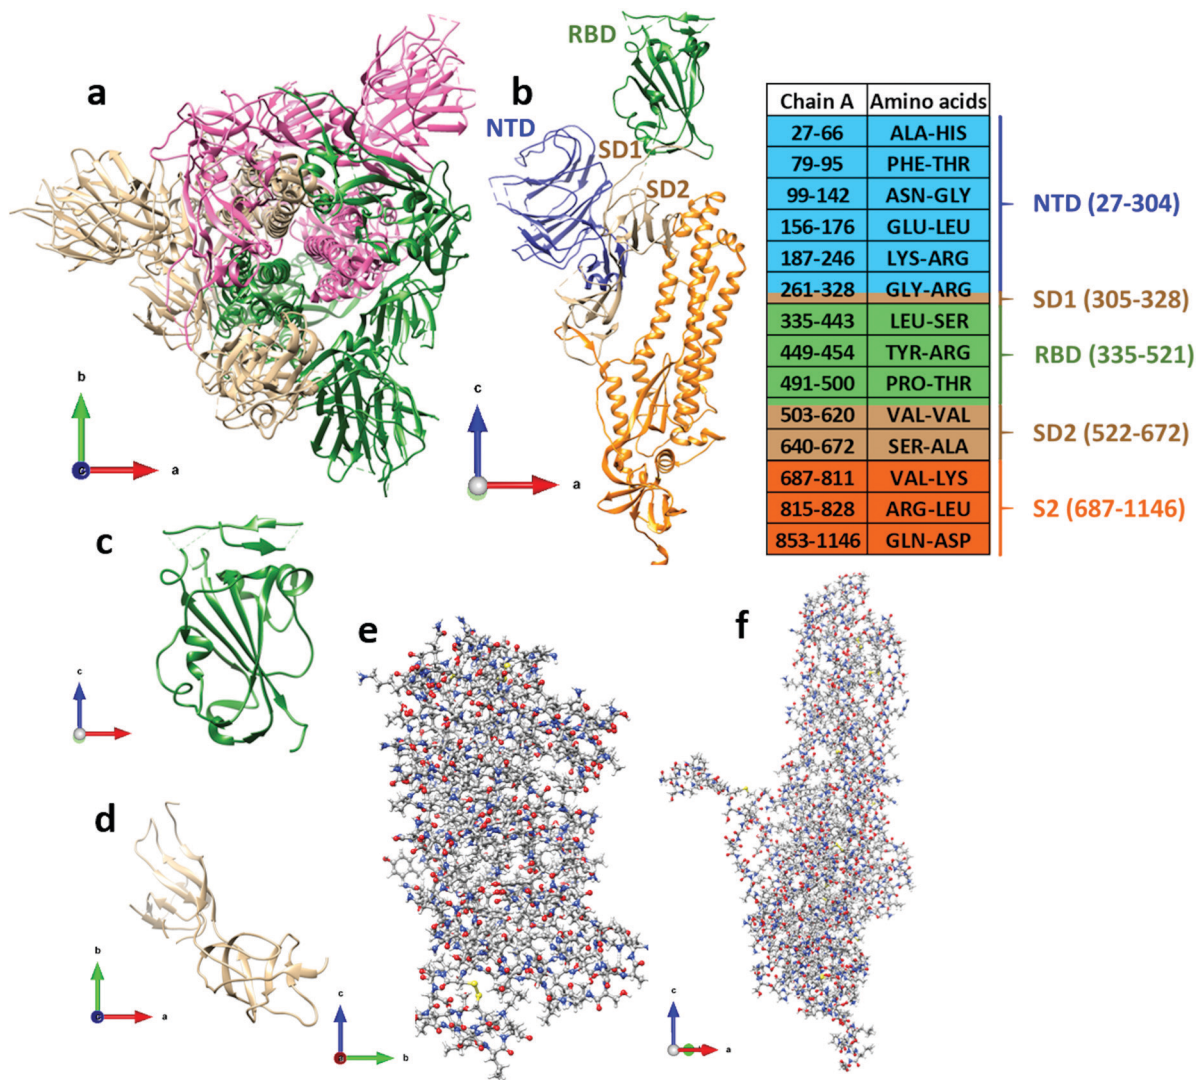 a
b
RBD
NTD
SD1
SD2
Chain A Amino acids
27-66 ALA-HIS
79-95 PHE-THR
99-142 ASN-GLY
156-176 GLU-LEU
187-246 LYS-ARG
261-328 GLY-ARG
335-443 LEU-SER
449-454 TYR-ARG
491-500 PRO-THR
503-620 VAL-VAL
640-672 SER-ALA
687-811 VAL-LYS
815-828 ARG-LEU
853-1146 GLN-ASP
NTD (27-304)
SD1 (305-328)
RBD (335-521)
SD2 (522-672)
S2 (687-1146)
b
c
a
c
a
c
c
d
b
c
a
e
c
b
f
c
a